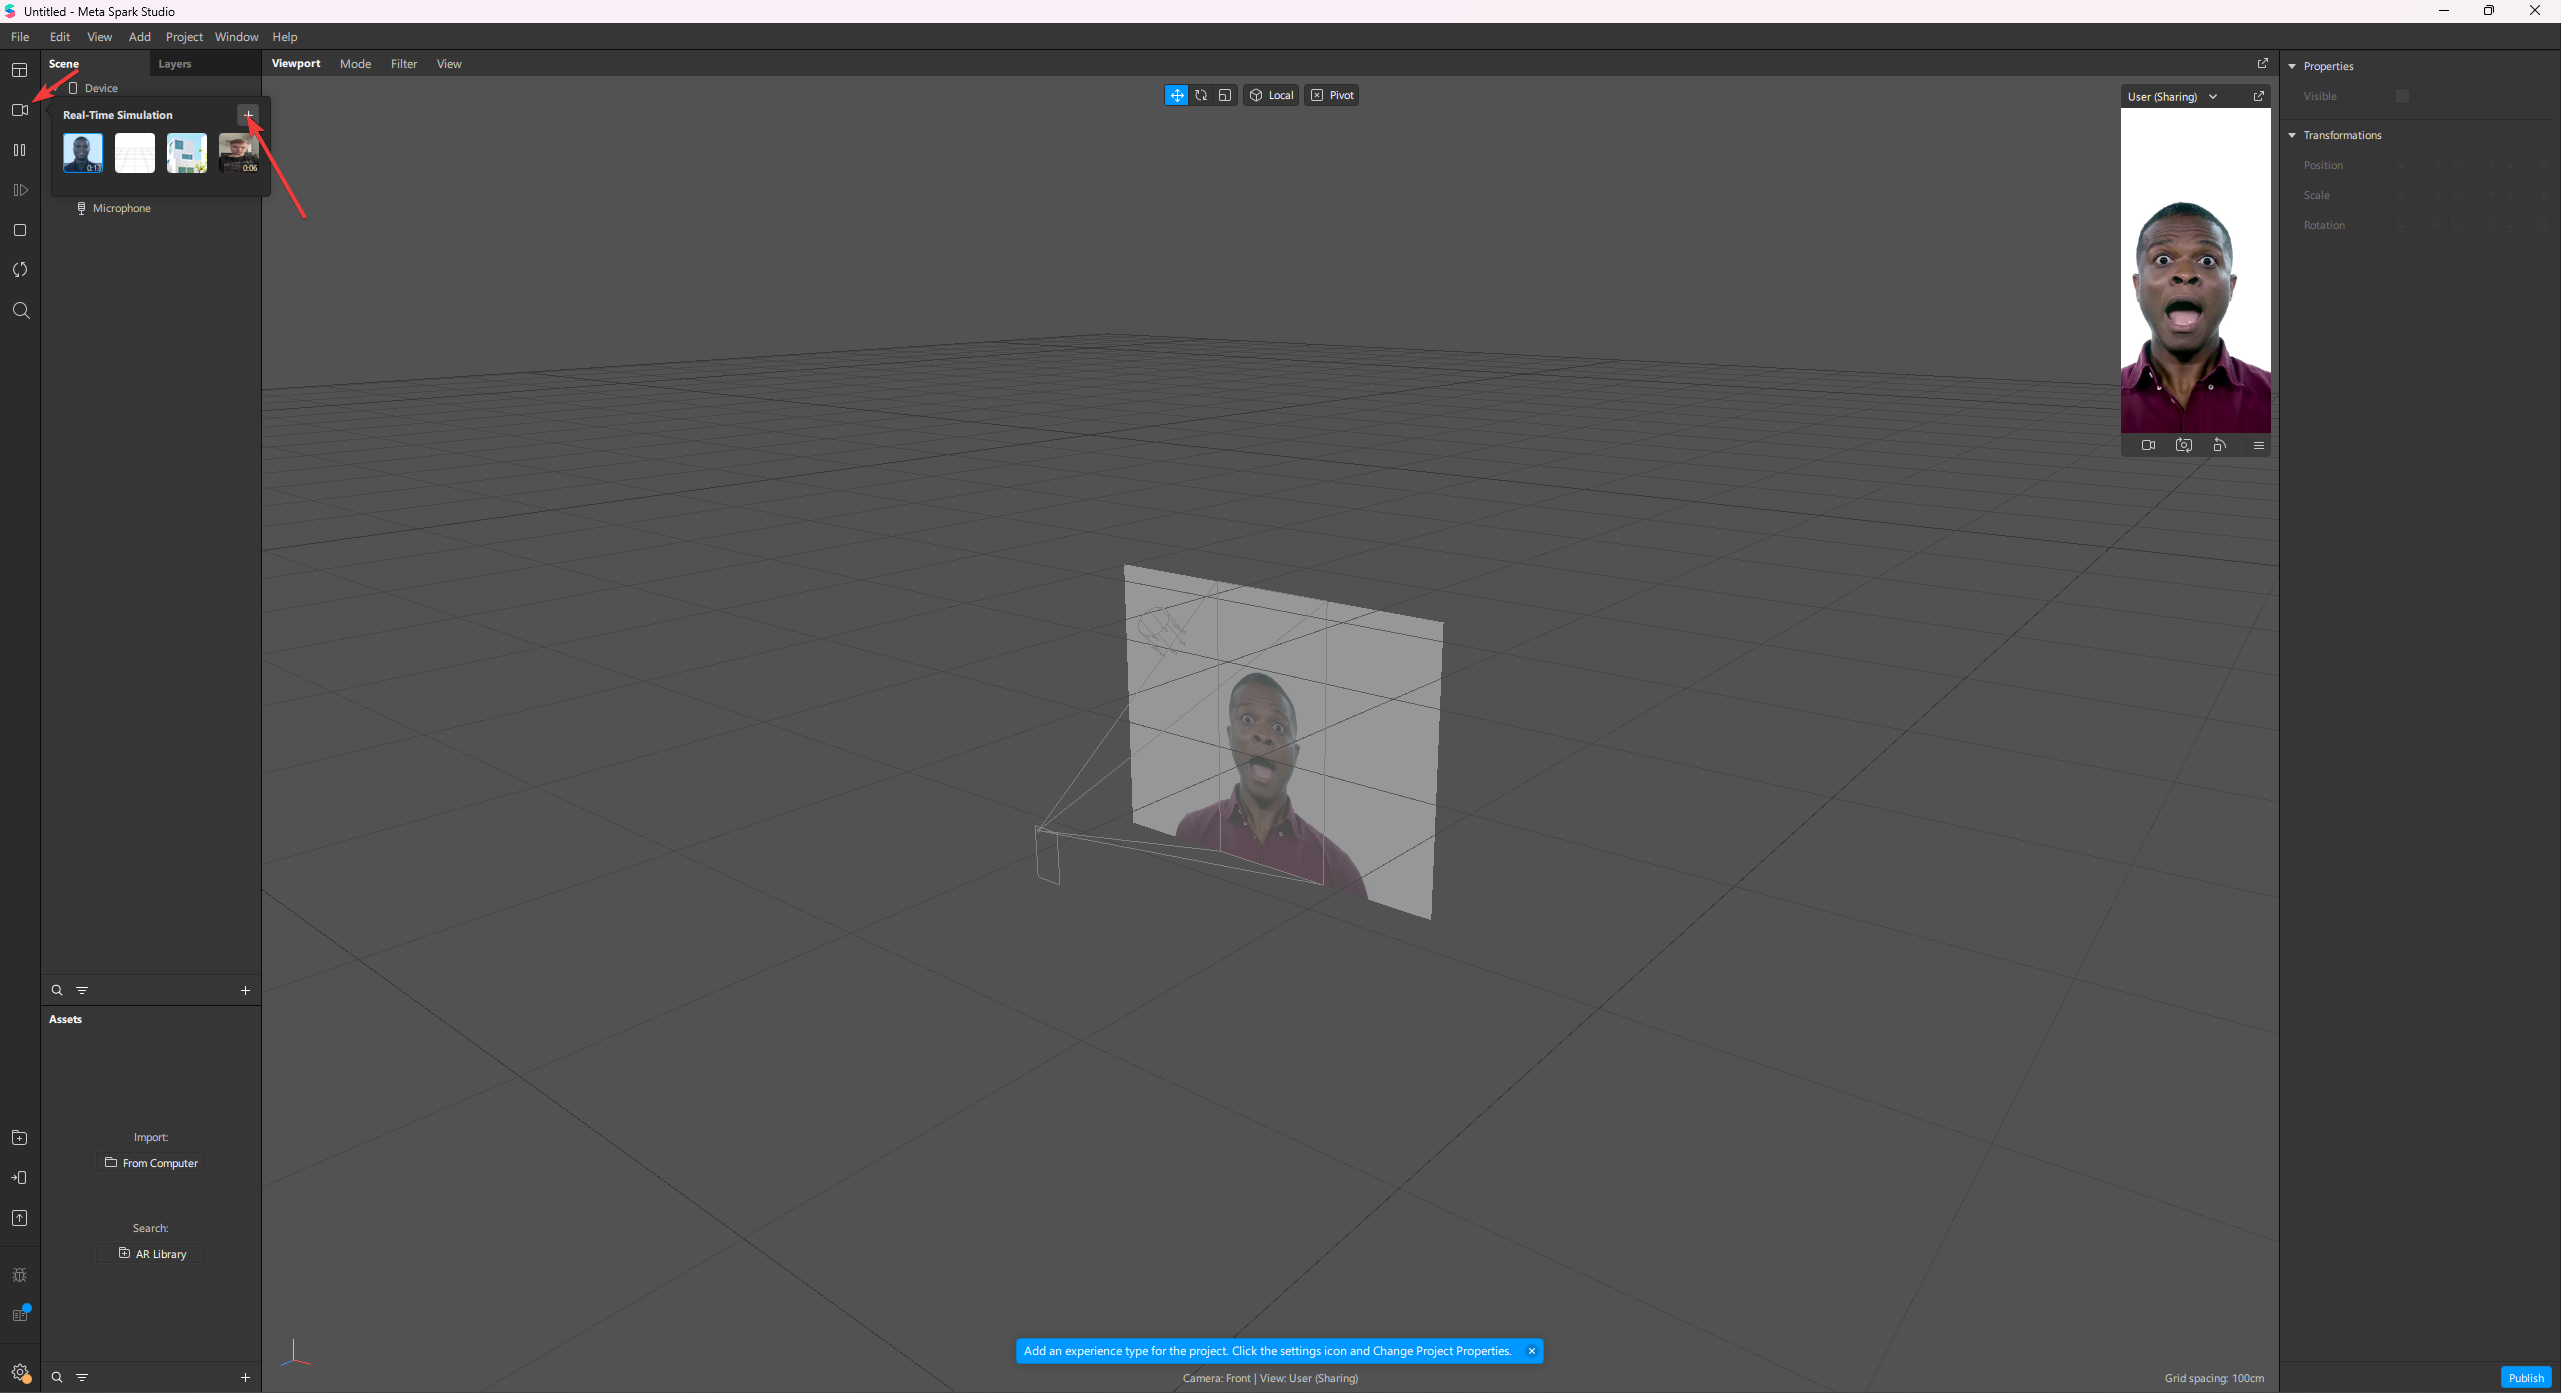 Untitled - Meta Spark Studio
File Edit View Add Project Window Help
Scene Layers
Device
Real-Time Simulation
0:13
0:06
Microphone
Viewport Mode Filter View
Local Pivot
User (Sharing)
Properties
Visible
Transformations
Position
Scale
Rotation
Assets
Import:
From Computer
Search:
AR Library
Add an experience type for the project. Click the settings icon and Change Project Properties.
Camera: Front | View: User (Sharing)
Grid spacing: 100cm
Publish